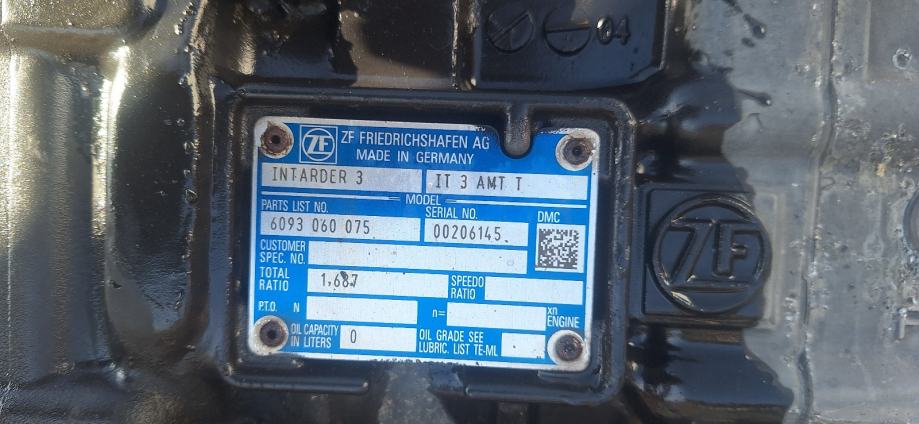 04
ZF ZF FRIEDRICHSHAFEN AG
MADE IN GERMANY
INTARDER 3 IT 3 AMT T
MODEL
PARTS LIST NO. SERIAL NO. DMC
6093 060 075 00206145
CUSTOMER
SPEC. NO.
TOTAL
RATIO 1,687 SPEEDO
RATIO
P.T.O. N n= xn
ENGINE
OIL CAPACITY
IN LITERS 0 OIL GRADE SEE
LUBRIC. LIST TE-ML
ZF